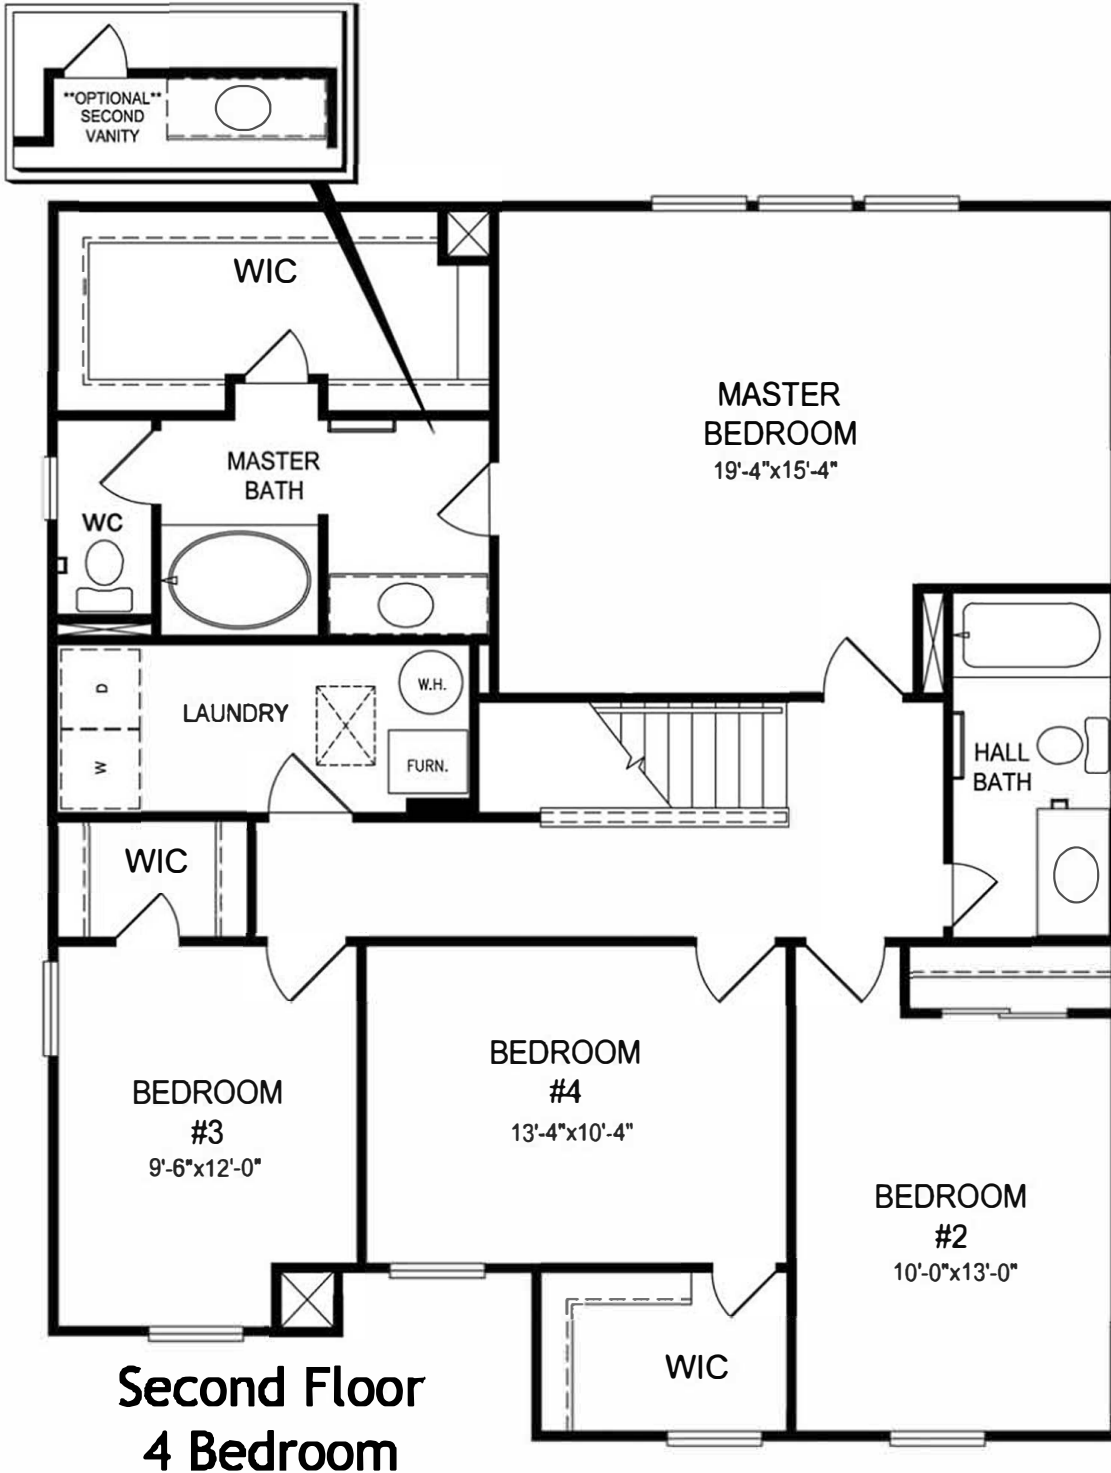 **OPTIONAL**
SECOND
VANITY
WIC
MASTER
BEDROOM
19'-4"x15'-4"
MASTER
BATH
WC
D
W
LAUNDRY
W.H.
FURN.
HALL
BATH
WIC
BEDROOM
#3
9'-6"x12'-0"
BEDROOM
#4
13'-4"x10'-4"
BEDROOM
#2
10'-0"x13'-0"
WIC
Second Floor
4 Bedroom